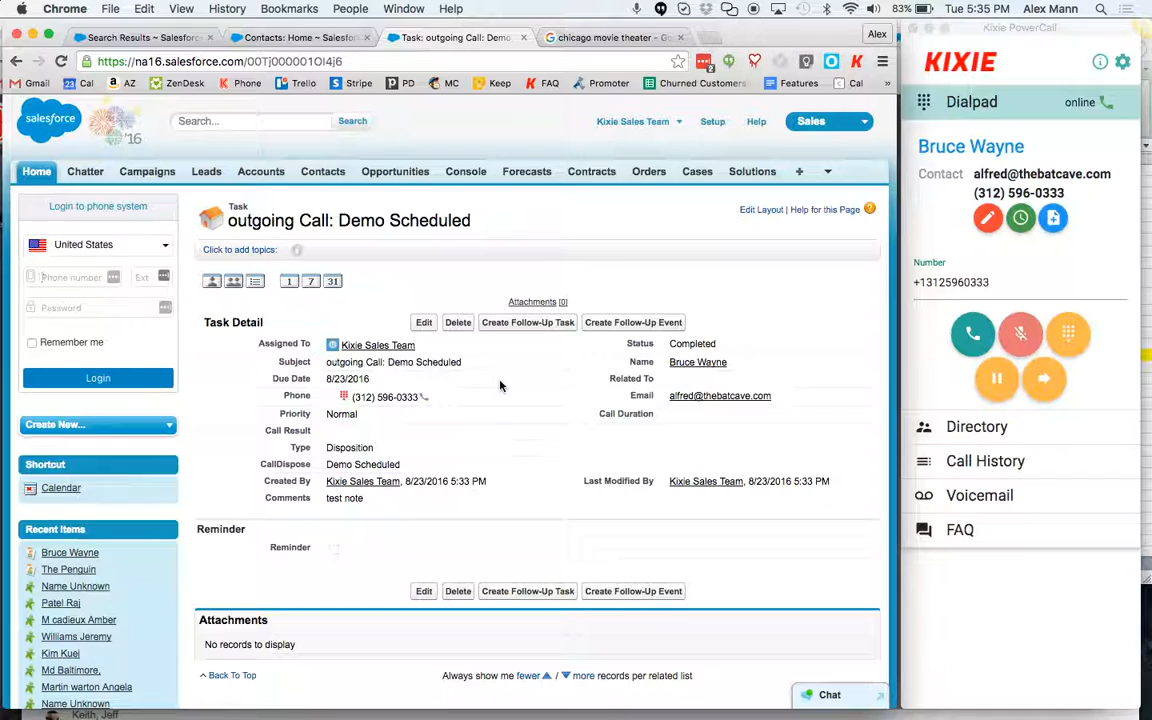 Chrome File Edit View History Bookmarks People Window Help 83% Tue 5:35 PM Alex Mann
Search Results ~ Salesforce Contacts: Home ~ Salesfor Task: outgoing Call: Demo chicago movie theater - Go Alex
https://na16.salesforce.com/00Tj000001OI4j6
Gmail Cal AZ ZenDesk Phone Trello Stripe PD MC Keep FAQ Promoter Churned Customers Features Cal
salesforce '16
Search... Search Kixie Sales Team Setup Help Sales
Home Chatter Campaigns Leads Accounts Contacts Opportunities Console Forecasts Contracts Orders Cases Solutions +
Login to phone system
United States
Phone number Ext
Password
Remember me
Login
Create New...
Shortcut
Calendar
Recent Items
Bruce Wayne
The Penguin
Name Unknown
Patel Raj
M cadieux Amber
Williams Jeremy
Kim Kuei
Md Baltimore,
Martin warton Angela
Name Unknown
Keith, Jeff
Task
outgoing Call: Demo Scheduled
Edit Layout | Help for this Page
Click to add topics:
1 7 31
Attachments [0]
Task Detail Edit Delete Create Follow-Up Task Create Follow-Up Event
Assigned To Kixie Sales Team Status Completed
Subject outgoing Call: Demo Scheduled Name Bruce Wayne
Due Date 8/23/2016 Related To
Phone (312) 596-0333 Email alfred@thebatcave.com
Priority Normal Call Duration
Call Result
Type Disposition
CallDispose Demo Scheduled
Created By Kixie Sales Team, 8/23/2016 5:33 PM Last Modified By Kixie Sales Team, 8/23/2016 5:33 PM
Comments test note
Reminder
Reminder
Edit Delete Create Follow-Up Task Create Follow-Up Event
Attachments
No records to display
Back To Top Always show me fewer / more records per related list
Chat
Kixie PowerCall
KIXIE
Dialpad online
Bruce Wayne
Contact alfred@thebatcave.com
(312) 596-0333
Number
+13125960333
Directory
Call History
Voicemail
FAQ